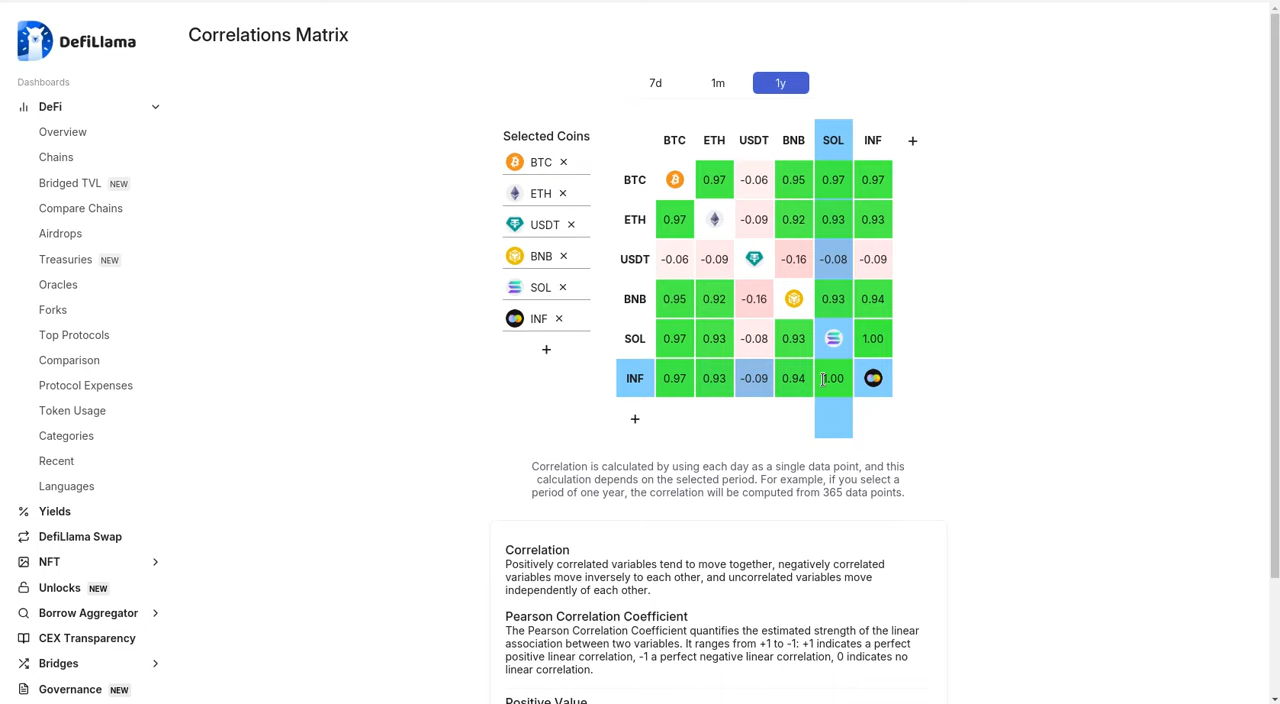 DefiLlama
Dashboards
DeFi
Overview
Chains
Bridged TVL NEW
Compare Chains
Airdrops
Treasuries NEW
Oracles
Forks
Top Protocols
Comparison
Protocol Expenses
Token Usage
Categories
Recent
Languages
Yields
DefiLlama Swap
NFT
Unlocks NEW
Borrow Aggregator
CEX Transparency
Bridges
Governance NEW
Correlations Matrix
7d 1m 1y
Selected Coins
BTC ×
ETH ×
USDT ×
BNB ×
SOL ×
INF ×
+
BTC ETH USDT BNB SOL INF +
BTC 0.97 -0.06 0.95 0.97 0.97
ETH 0.97 -0.09 0.92 0.93 0.93
USDT -0.06 -0.09 -0.16 -0.08 -0.09
BNB 0.95 0.92 -0.16 0.93 0.94
SOL 0.97 0.93 -0.08 0.93 1.00
INF 0.97 0.93 -0.09 0.94 1.00
+
Correlation is calculated by using each day as a single data point, and this
calculation depends on the selected period. For example, if you select a
period of one year, the correlation will be computed from 365 data points.
Correlation
Positively correlated variables tend to move together, negatively correlated
variables move inversely to each other, and uncorrelated variables move
independently of each other.
Pearson Correlation Coefficient
The Pearson Correlation Coefficient quantifies the estimated strength of the linear
association between two variables. It ranges from +1 to -1: +1 indicates a perfect
positive linear correlation, -1 a perfect negative linear correlation, 0 indicates no
linear correlation.
Positive Value